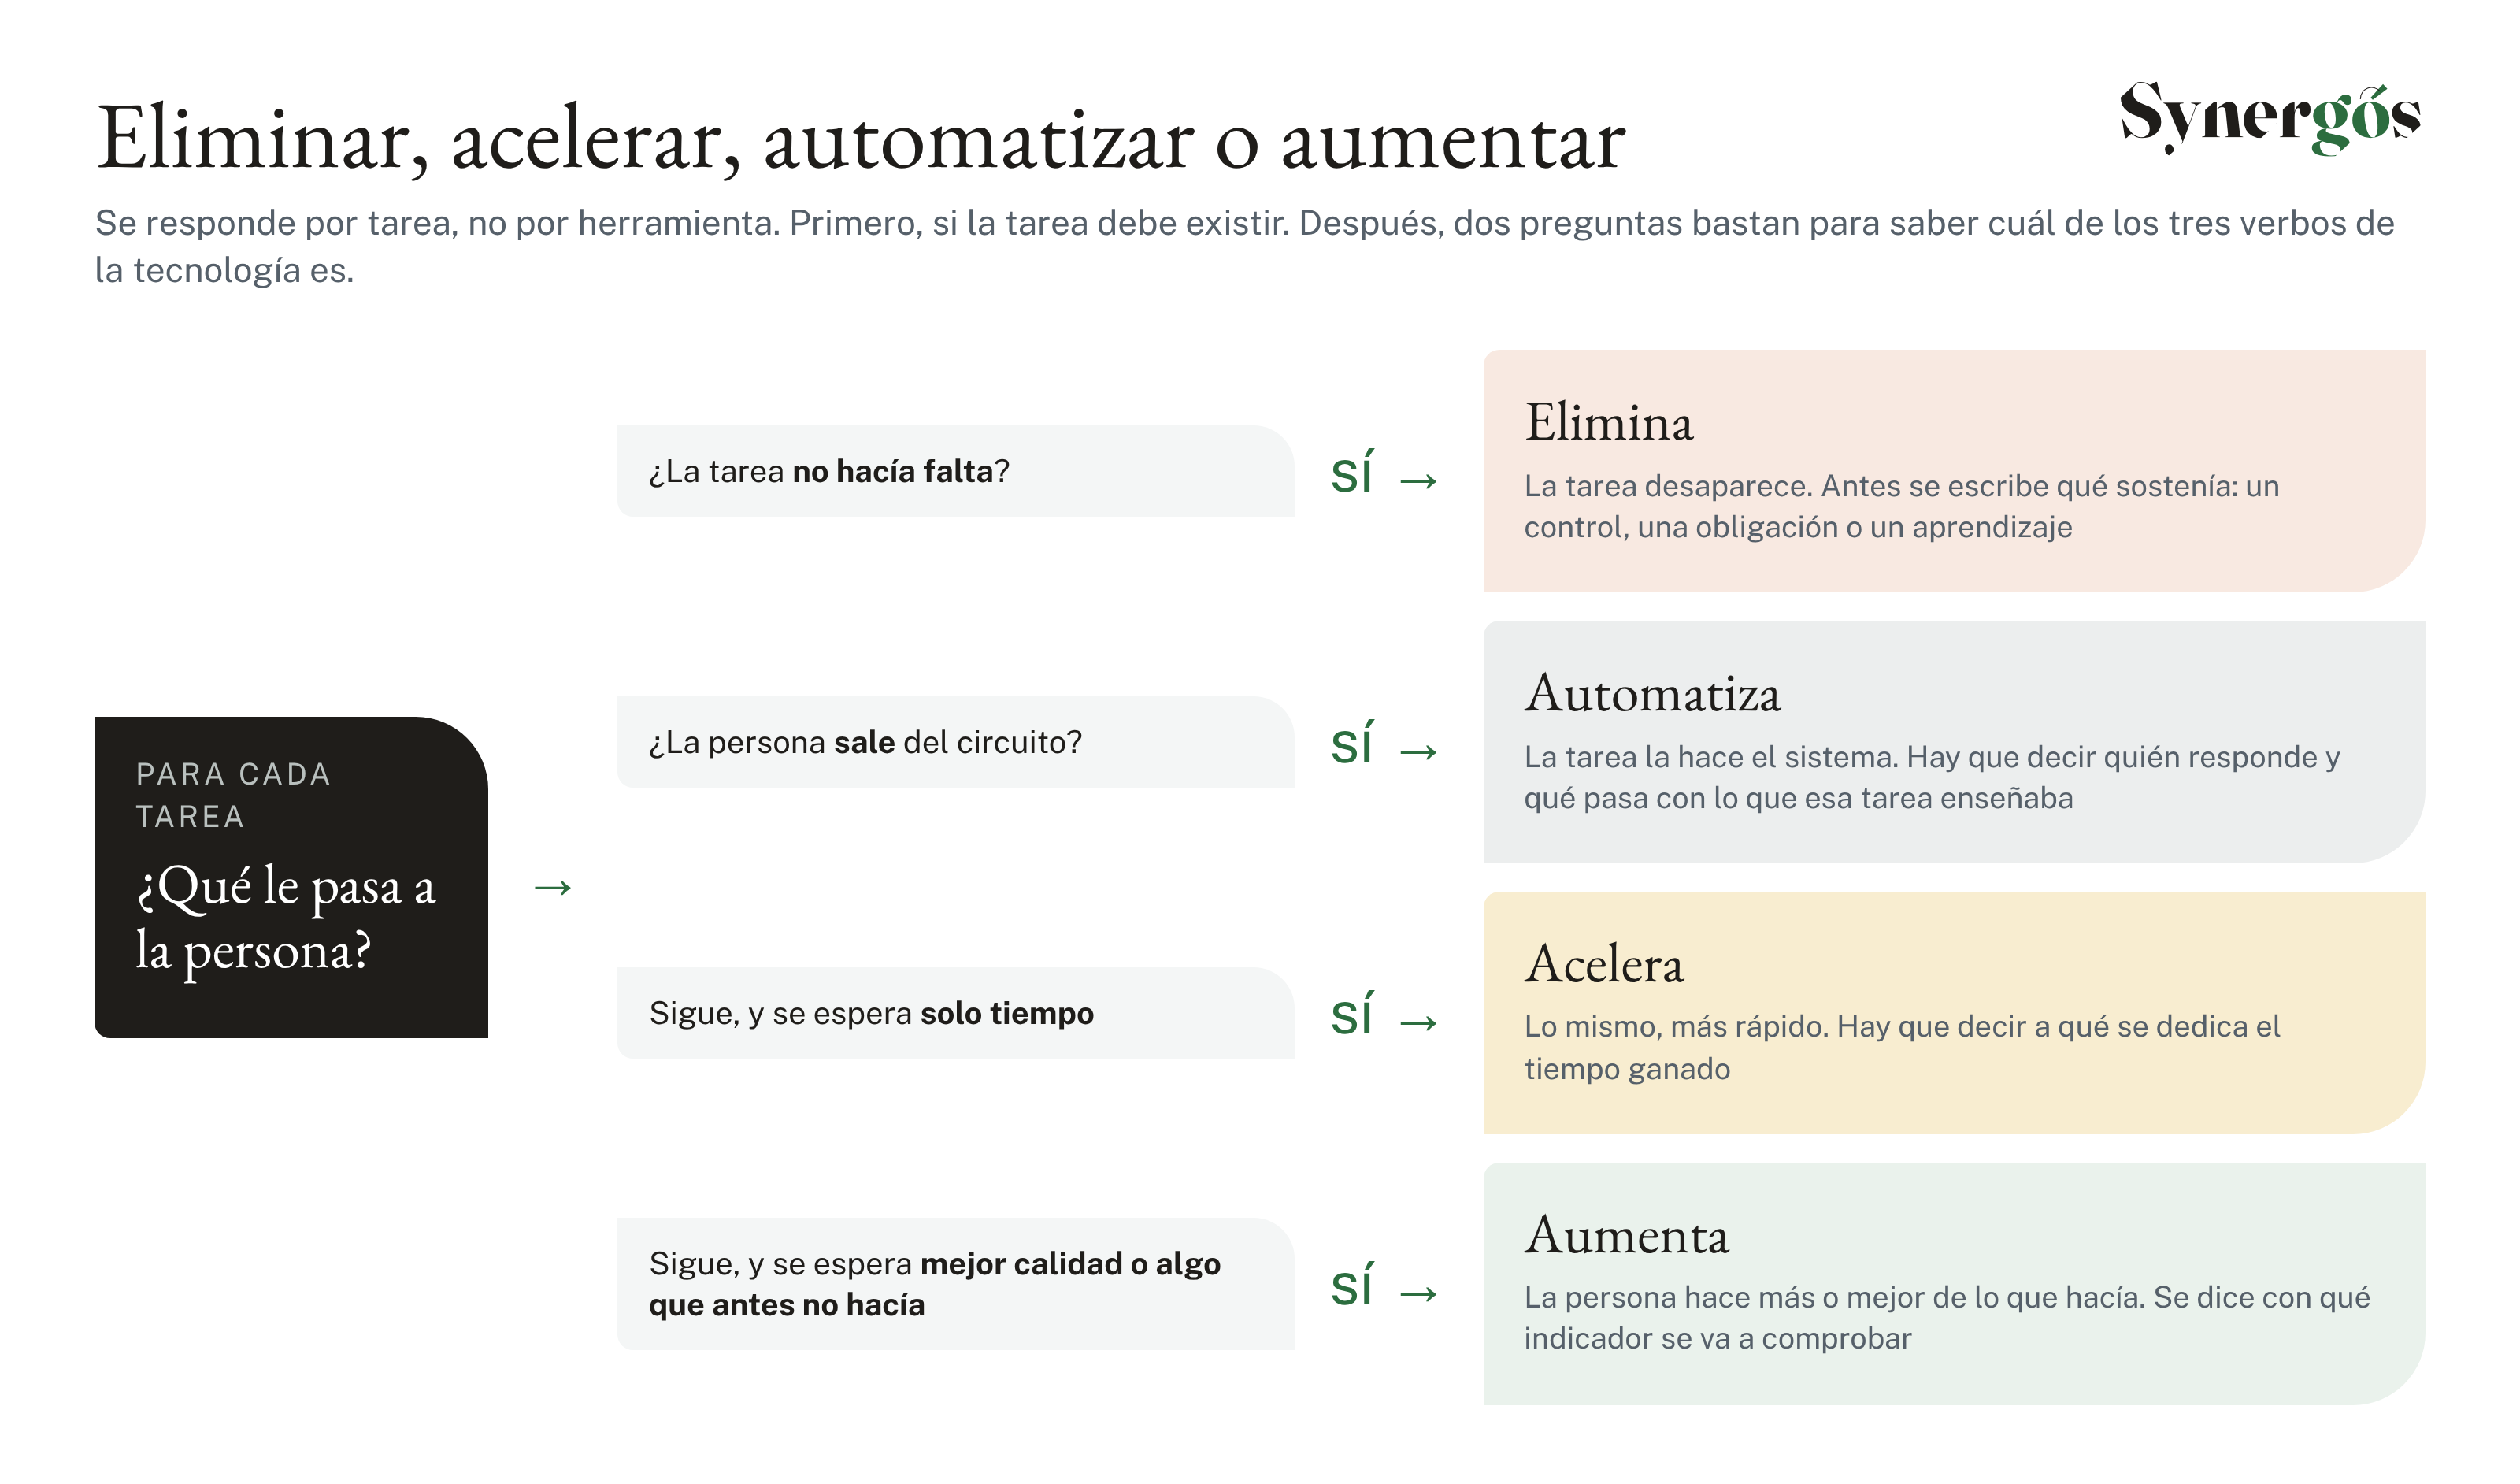 Eliminar, acelerar, automatizar o aumentar
Synergós
Se responde por tarea, no por herramienta. Primero, si la tarea debe existir. Después, dos preguntas bastan para saber cuál de los tres verbos de
la tecnología es.
PARA CADA
TAREA
¿Qué le pasa a
la persona?
→
¿La tarea no hacía falta?
SÍ →
Elimina
La tarea desaparece. Antes se escribe qué sostenía: un
control, una obligación o un aprendizaje
¿La persona sale del circuito?
SÍ →
Automatiza
La tarea la hace el sistema. Hay que decir quién responde y
qué pasa con lo que esa tarea enseñaba
Sigue, y se espera solo tiempo
SÍ →
Acelera
Lo mismo, más rápido. Hay que decir a qué se dedica el
tiempo ganado
Sigue, y se espera mejor calidad o algo
que antes no hacía
SÍ →
Aumenta
La persona hace más o mejor de lo que hacía. Se dice con qué
indicador se va a comprobar